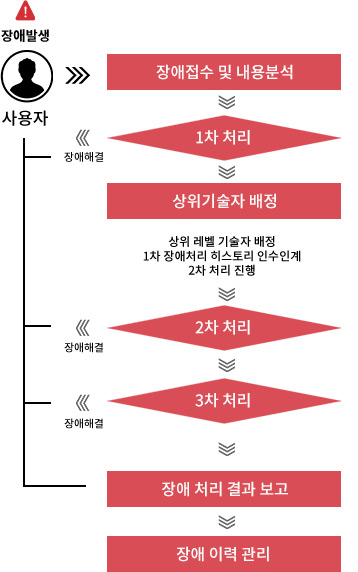 장애발생
사용자
장애접수 및 내용분석
1차 처리
장애해결
상위기술자 배정
상위 레벨 기술자 배정
1차 장애처리 히스토리 인수인계
2차 처리 진행
2차 처리
장애해결
3차 처리
장애해결
장애 처리 결과 보고
장애 이력 관리